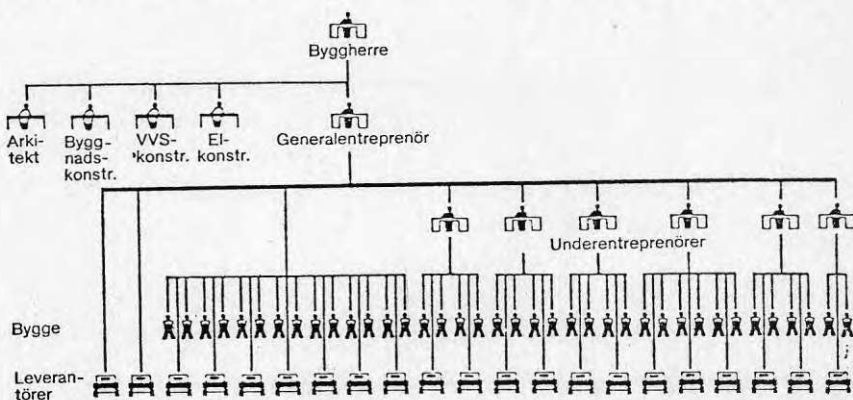 Byggherre
Arki-
tekt
Bygg-
nads-
konstr.
VVS-
konstr.
El-
konstr.
Generalentreprenör
Underentreprenörer
Bygge
Leveran-
törer